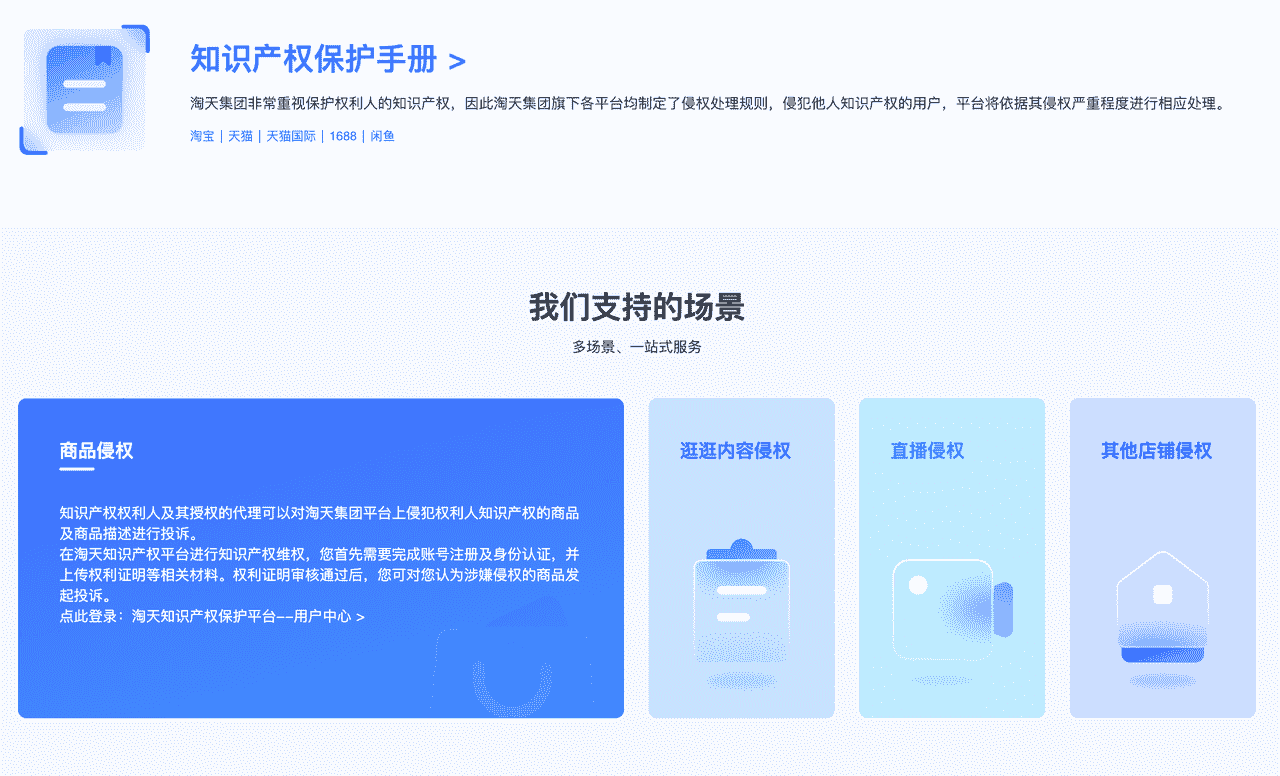 知识产权保护手册 >
淘天集团非常重视保护权利人的知识产权，因此淘天集团旗下各平台均制定了侵权处理规则，侵犯他人知识产权的用户，平台将依据其侵权严重程度进行相应处理。
淘宝 | 天猫 | 天猫国际 | 1688 | 闲鱼
我们支持的场景
多场景、一站式服务
商品侵权
知识产权权利人及其授权的代理可以对淘天集团平台上侵犯权利人知识产权的商品
及商品描述进行投诉。
在淘天知识产权平台进行知识产权维权，您首先需要完成账号注册及身份认证，并
上传权利证明等相关材料。权利证明审核通过后，您可对您认为涉嫌侵权的商品发
起投诉。
点此登录：淘天知识产权保护平台--用户中心 >
逛逛内容侵权
直播侵权
其他店铺侵权